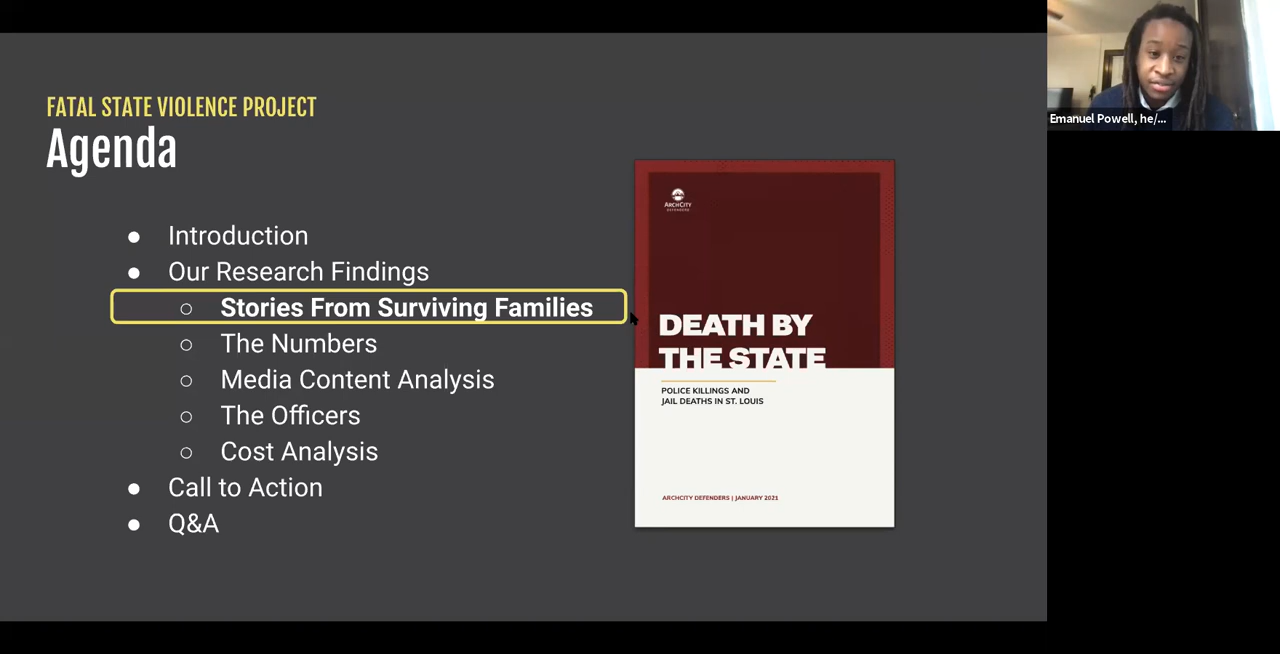 FATAL STATE VIOLENCE PROJECT
Agenda
● Introduction
● Our Research Findings
○ Stories From Surviving Families
○ The Numbers
○ Media Content Analysis
○ The Officers
○ Cost Analysis
● Call to Action
● Q&A
ARCHCITY
DEFENDERS
DEATH BY
THE STATE
POLICE KILLINGS AND
JAIL DEATHS IN ST. LOUIS
ARCHCITY DEFENDERS | JANUARY 2021
Emanuel Powell, he/...